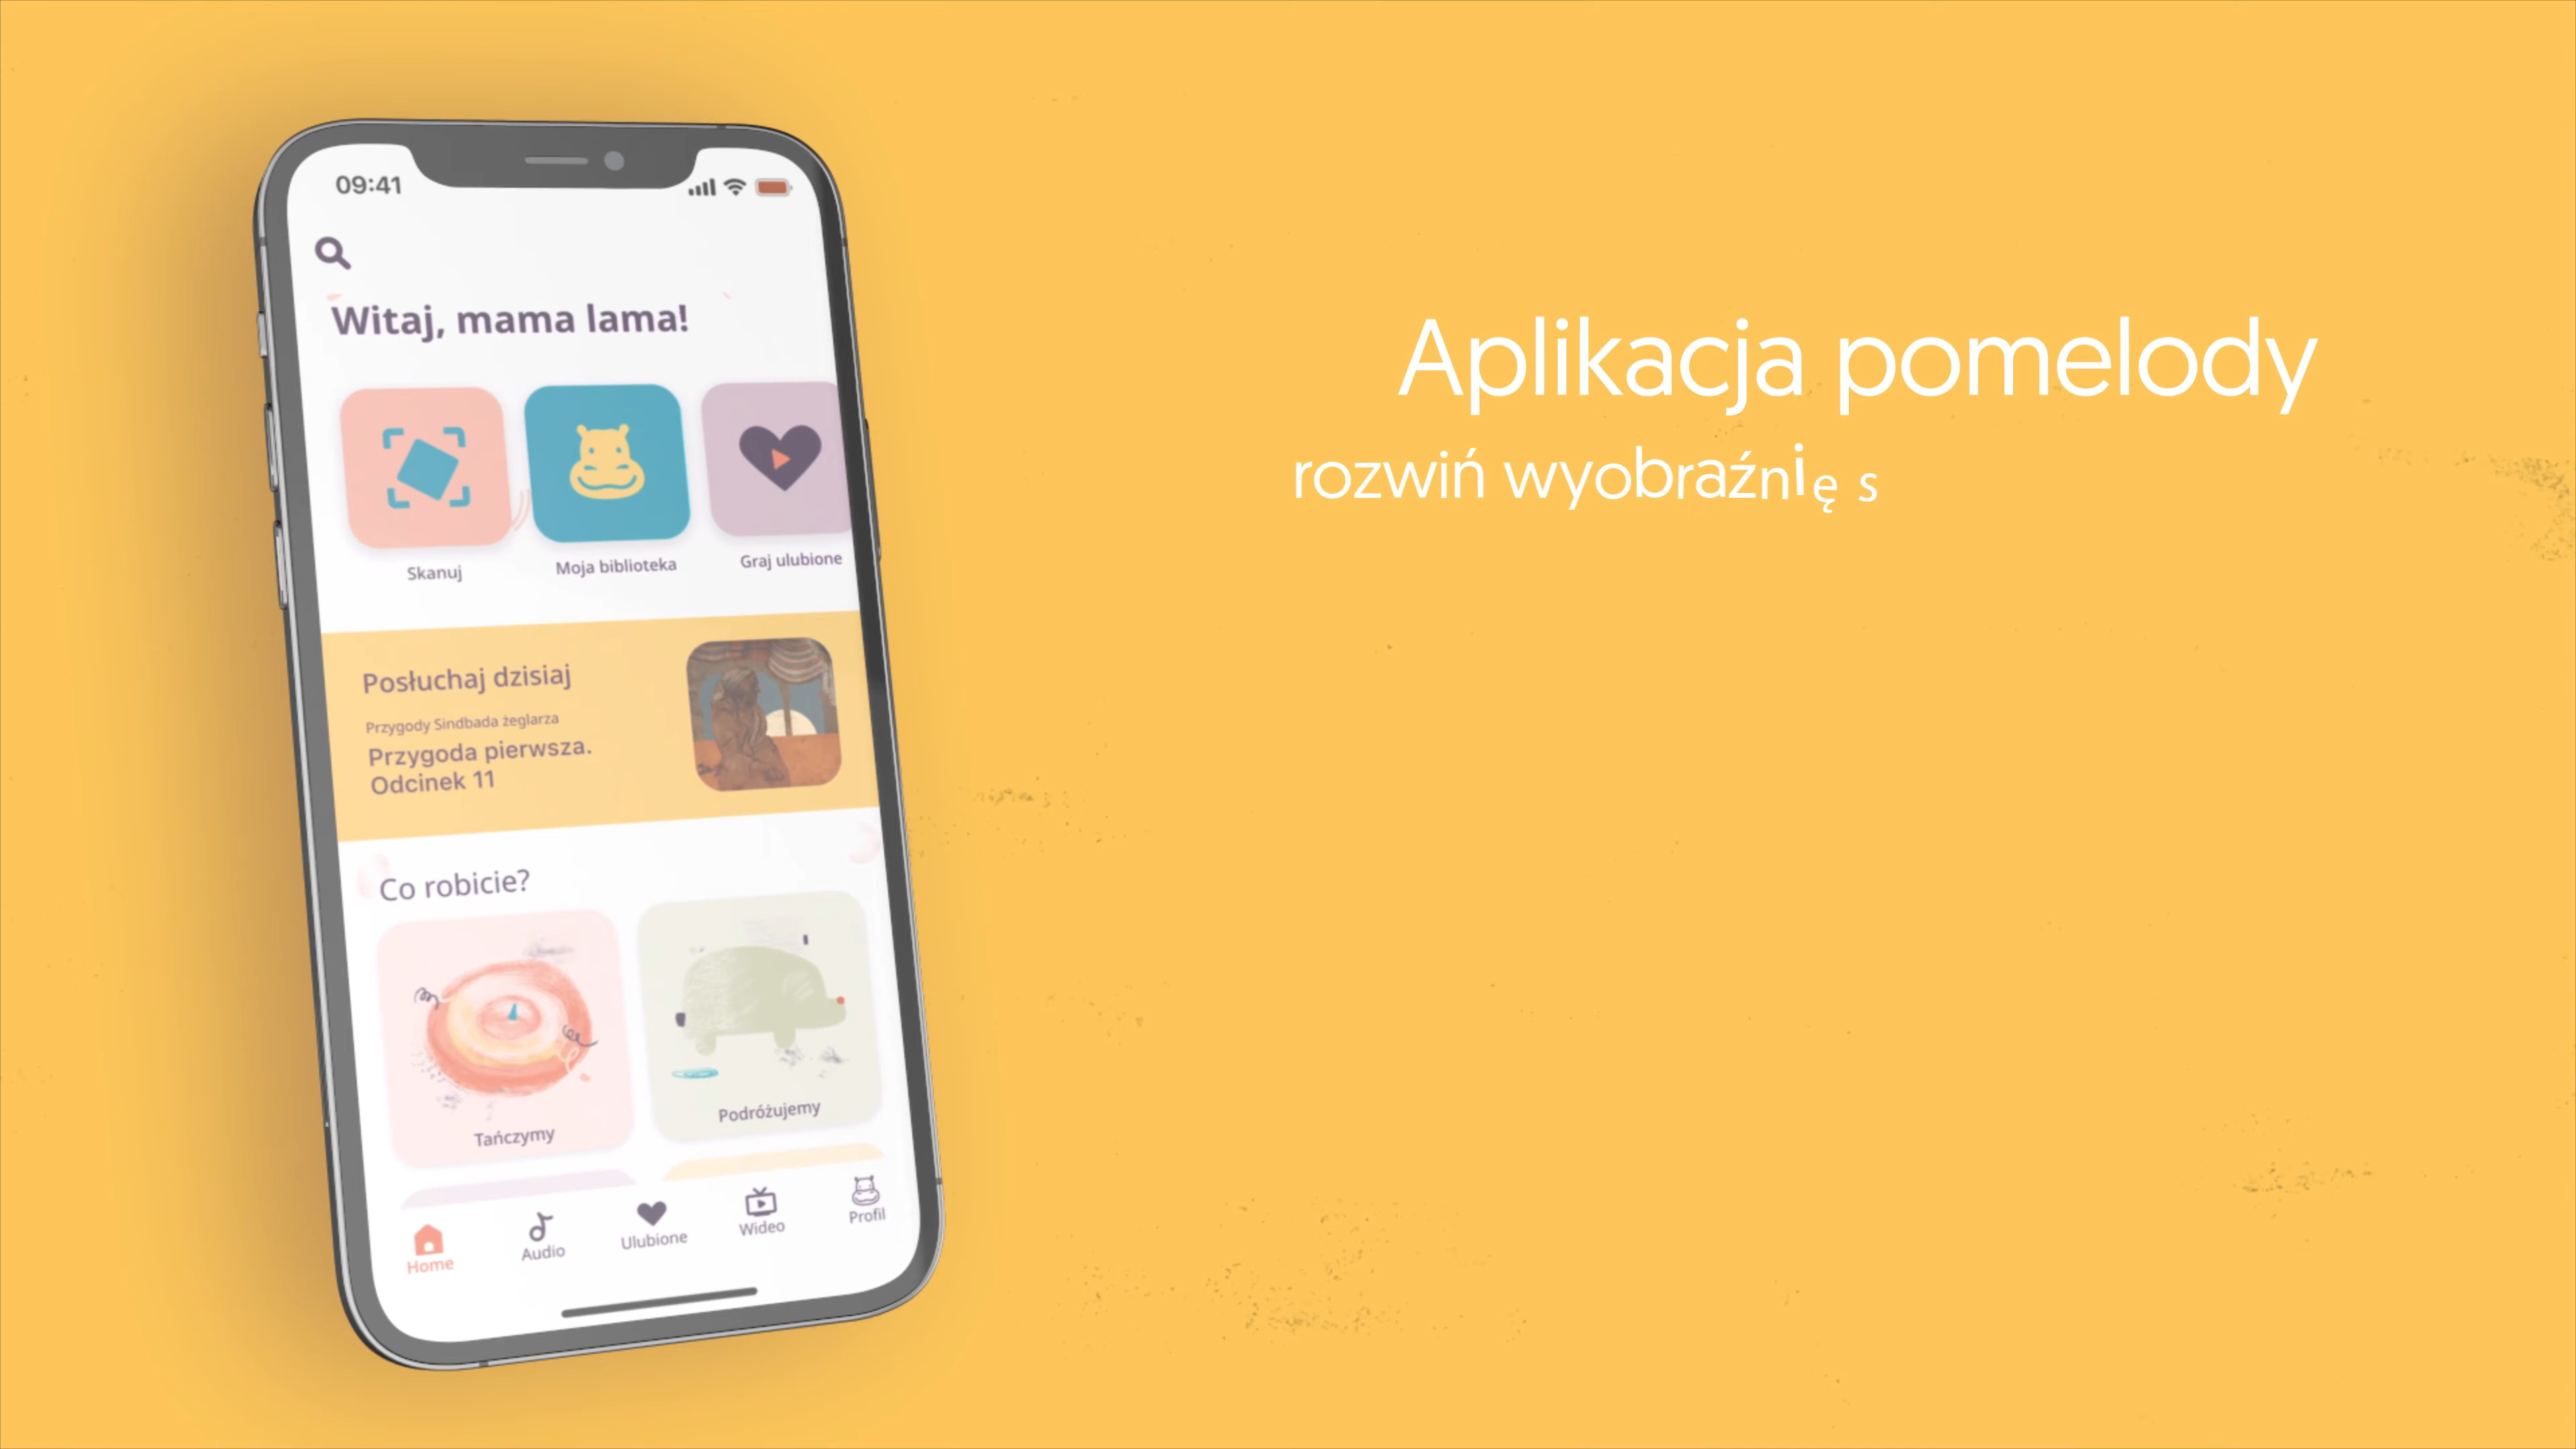 09:41
Witaj, mama lama!
Skanuj
Moja biblioteka
Graj ulubione
Posłuchaj dzisiaj
Przygody Sindbada żeglarza
Przygoda pierwsza.
Odcinek 11
Co robicie?
Tańczymy
Podróżujemy
Home
Audio
Ulubione
Wideo
Profil
Aplikacja pomelody
rozwiń wyobraźnię s